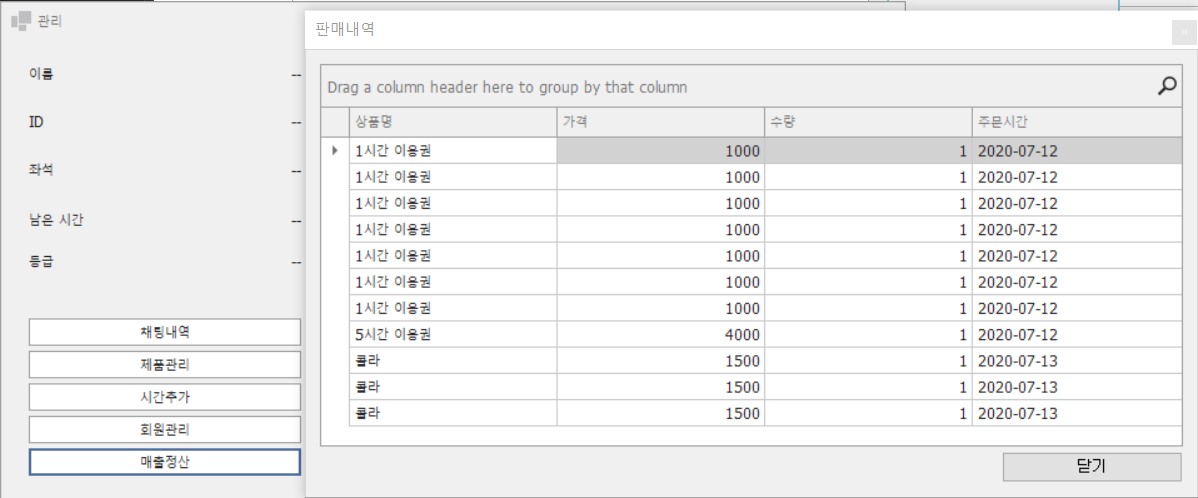 관리
이름 --
ID --
좌석 --
남은 시간 --
등급 --
채팅내역
제품관리
시간추가
회원관리
매출정산
판매내역
Drag a column header here to group by that column
상품명 가격 수량 주문시간
1시간 이용권 1000 1 2020-07-12
1시간 이용권 1000 1 2020-07-12
1시간 이용권 1000 1 2020-07-12
1시간 이용권 1000 1 2020-07-12
1시간 이용권 1000 1 2020-07-12
1시간 이용권 1000 1 2020-07-12
1시간 이용권 1000 1 2020-07-12
5시간 이용권 4000 1 2020-07-12
콜라 1500 1 2020-07-13
콜라 1500 1 2020-07-13
콜라 1500 1 2020-07-13
닫기